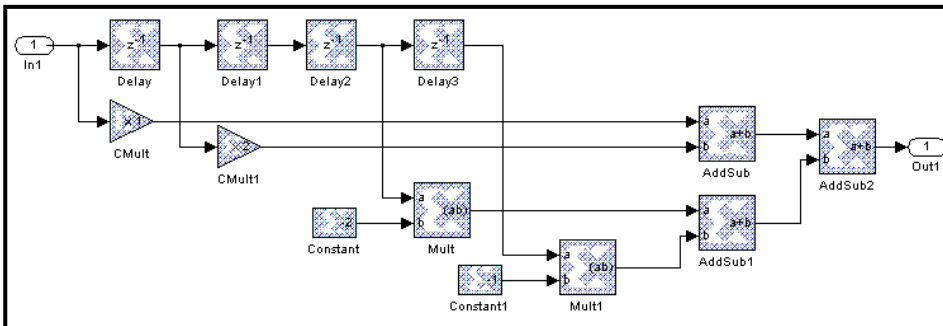 1
In1
z-1
Delay
z-1
Delay1
z-1
Delay2
z-1
Delay3
x 1
CMult
x 2
CMult1
a
b
a+b
AddSub
a
b
a+b
AddSub2
1
Out1
-2
Constant
a
b
(ab)
Mult
a
b
a+b
AddSub1
-1
Constant1
a
b
(ab)
Mult1